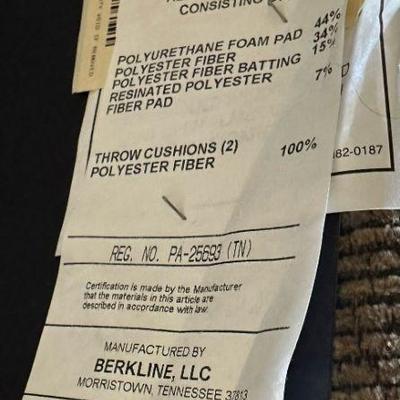 CONSISTING
POLYURETHANE FOAM PAD 44%
POLYESTER FIBER 34%
POLYESTER FIBER BATTING 15%
RESINATED POLYESTER
FIBER PAD 7%
THROW CUSHIONS (2)
POLYESTER FIBER 100%
82-0187
REG. NO. PA-25693 (TN)
Certification is made by the Manufacturer
that the materials in this article are
described in accordance with law.
MANUFACTURED BY
BERKLINE, LLC
MORRISTOWN, TENNESSEE 37813